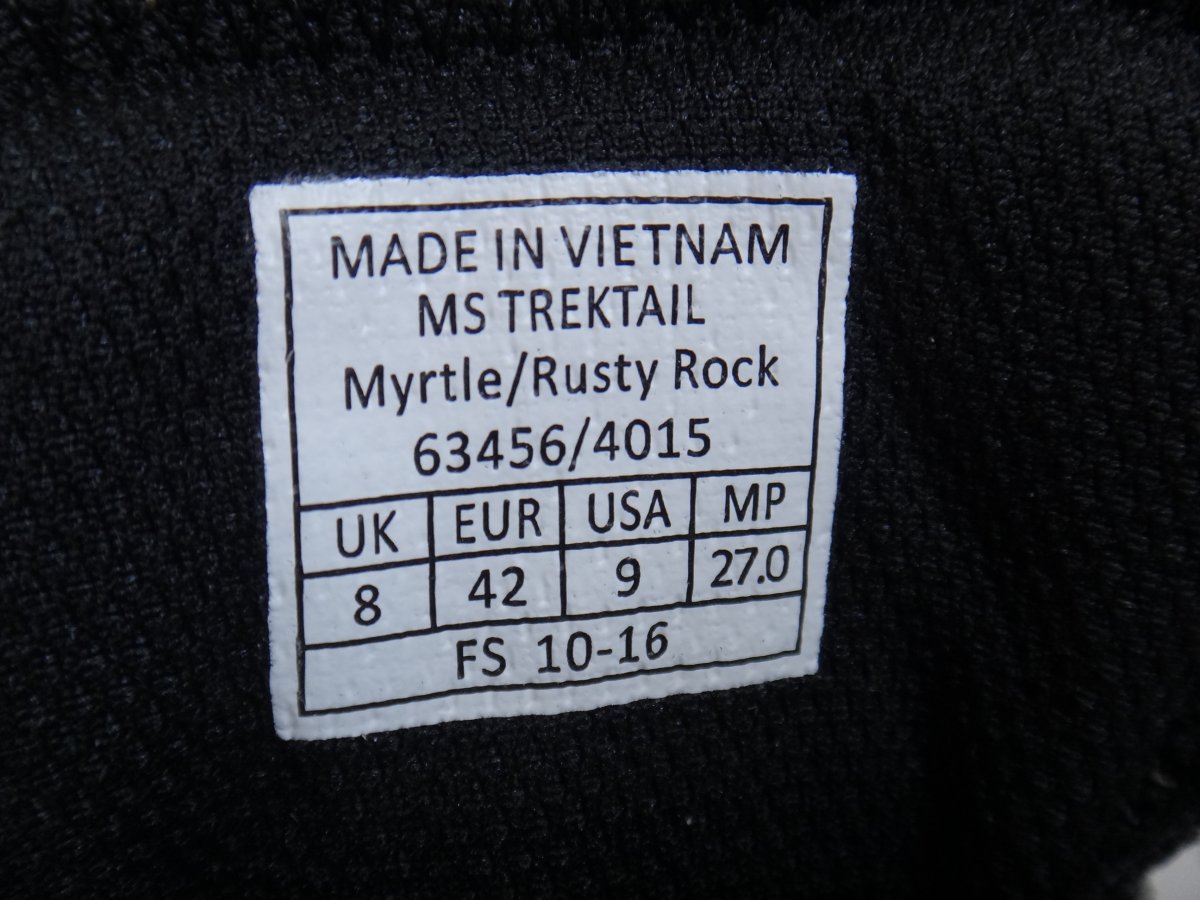 MADE IN VIETNAM
MS TREKTAIL
Myrtle/Rusty Rock
63456/4015
UK EUR USA MP
8 42 9 27.0
FS 10-16